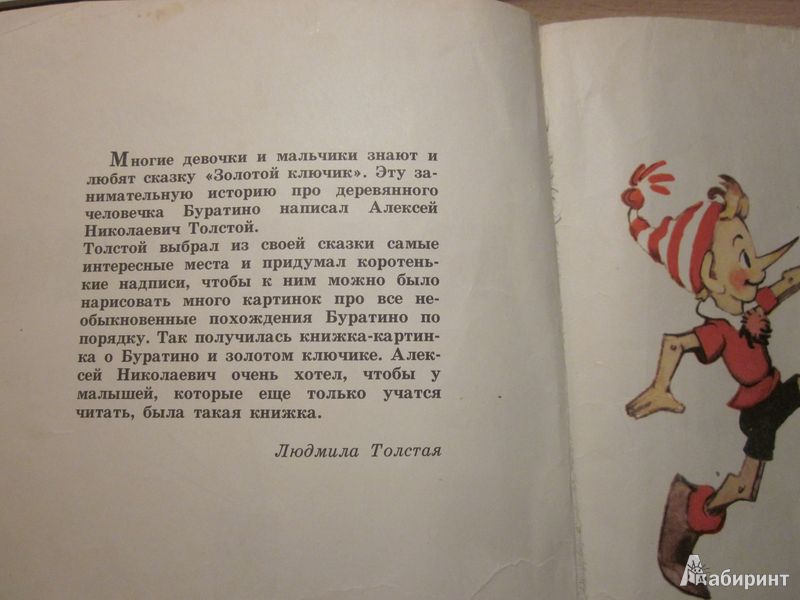 Многие девочки и мальчики знают и
любят сказку «Золотой ключик». Эту за-
нимательную историю про деревянного
человечка Буратино написал Алексей
Николаевич Толстой.
Толстой выбрал из своей сказки самые
интересные места и придумал коротень-
кие надписи, чтобы к ним можно было
нарисовать много картинок про все не-
обыкновенные похождения Буратино по
порядку. Так получилась книжка-картин-
ка о Буратино и золотом ключике. Алек-
сей Николаевич очень хотел, чтобы у
малышей, которые еще только учатся
читать, была такая книжка.
Людмила Толстая
Лабиринт